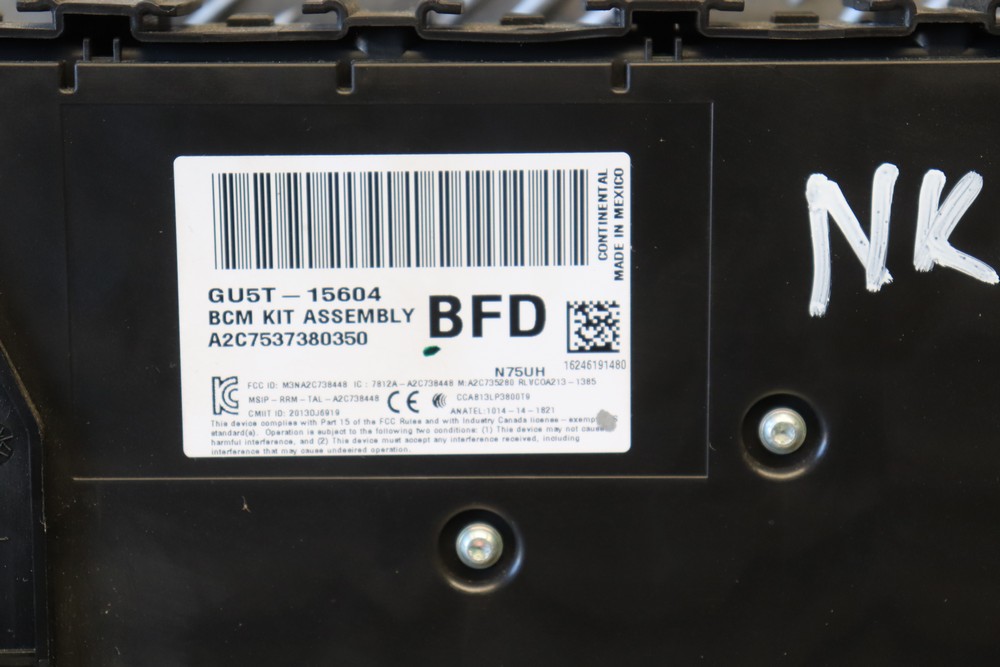 CONTINENTAL
MADE IN MEXICO
GU5T-15604
BCM KIT ASSEMBLY
A2C7537380350
BFD
16246191480
N75UH
FCC ID: M3NA2C738448 IC: 7812A-A2C738448 M:A2C735280 RLVCOA213-1385
MSIP-RRM-TAL-A2C738448 CE CCAB13LP3800T9
CMIIT ID: 2013DJ6919 ANATEL:1014-14-1821
This device complies with Part 15 of the FCC Rules and with Industry Canada license-exempt
standard(s). Operation is subject to the following two conditions: (1) This device may not cause
harmful interference, and (2) This device must accept any interference received, including
interference that may cause undesired operation.
NK